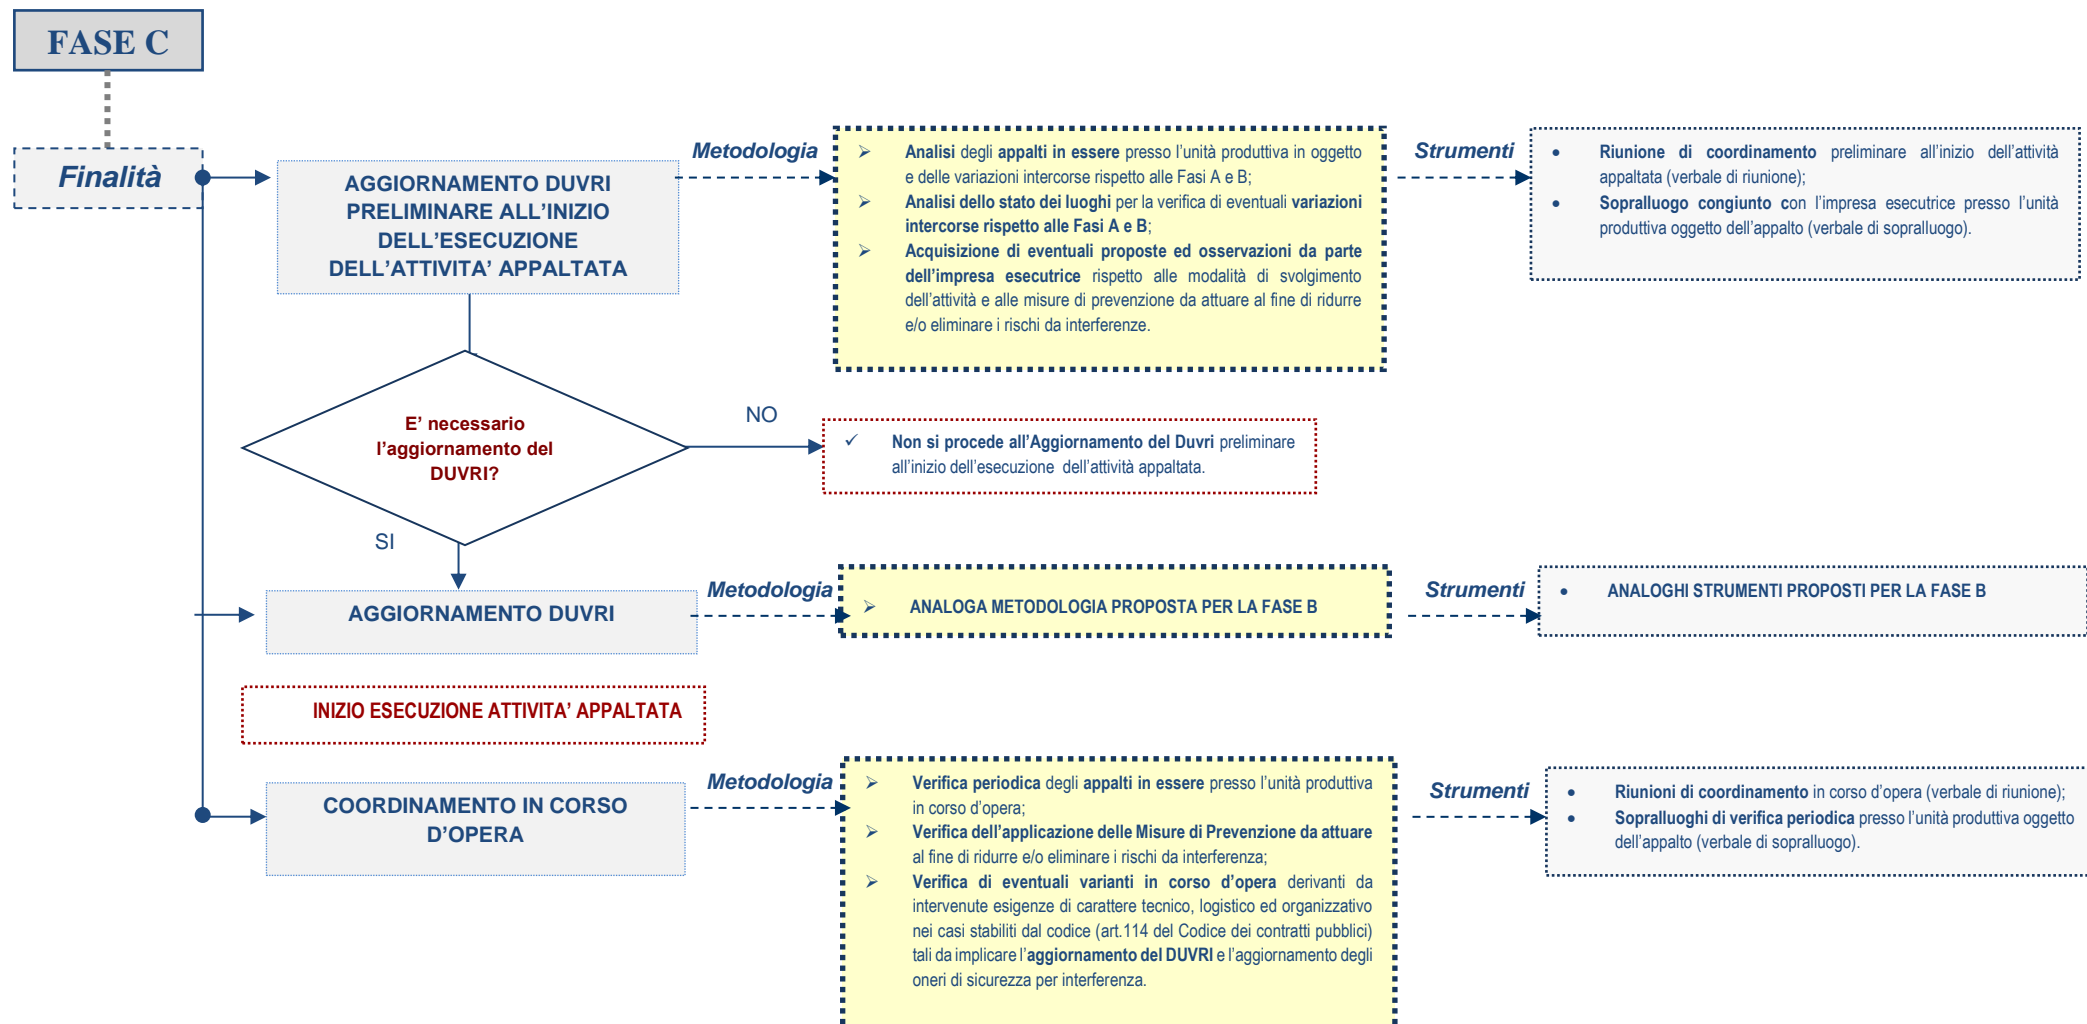 FASE C
Finalità
AGGIORNAMENTO DUVRI
PRELIMINARE ALL’INIZIO
DELL’ESECUZIONE
DELL’ATTIVITA’ APPALTATA
Metodologia
➢ Analisi degli appalti in essere presso l’unità produttiva in oggetto
e delle variazioni intercorse rispetto alle Fasi A e B;
➢ Analisi dello stato dei luoghi per la verifica di eventuali variazioni
intercorse rispetto alle Fasi A e B;
➢ Acquisizione di eventuali proposte ed osservazioni da parte
dell’impresa esecutrice rispetto alle modalità di svolgimento
dell’attività e alle misure di prevenzione da attuare al fine di ridurre
e/o eliminare i rischi da interferenze.
Strumenti
• Riunione di coordinamento preliminare all’inizio dell’attività
appaltata (verbale di riunione);
• Sopralluogo congiunto con l’impresa esecutrice presso l’unità
produttiva oggetto dell’appalto (verbale di sopralluogo).
E’ necessario
l’aggiornamento del
DUVRI?
NO
✓ Non si procede all’Aggiornamento del Duvri preliminare
all’inizio dell’esecuzione dell’attività appaltata.
SI
AGGIORNAMENTO DUVRI
Metodologia
➢ ANALOGA METODOLOGIA PROPOSTA PER LA FASE B
Strumenti
• ANALOGHI STRUMENTI PROPOSTI PER LA FASE B
INIZIO ESECUZIONE ATTIVITA’ APPALTATA
COORDINAMENTO IN CORSO
D’OPERA
Metodologia
➢ Verifica periodica degli appalti in essere presso l’unità produttiva
in corso d’opera;
➢ Verifica dell’applicazione delle Misure di Prevenzione da attuare
al fine di ridurre e/o eliminare i rischi da interferenza;
➢ Verifica di eventuali varianti in corso d’opera derivanti da
intervenute esigenze di carattere tecnico, logistico ed organizzativo
nei casi stabiliti dal codice (art.114 del Codice dei contratti pubblici)
tali da implicare l’aggiornamento del DUVRI e l’aggiornamento degli
oneri di sicurezza per interferenza.
Strumenti
• Riunioni di coordinamento in corso d’opera (verbale di riunione);
• Sopralluoghi di verifica periodica presso l’unità produttiva oggetto
dell’appalto (verbale di sopralluogo).